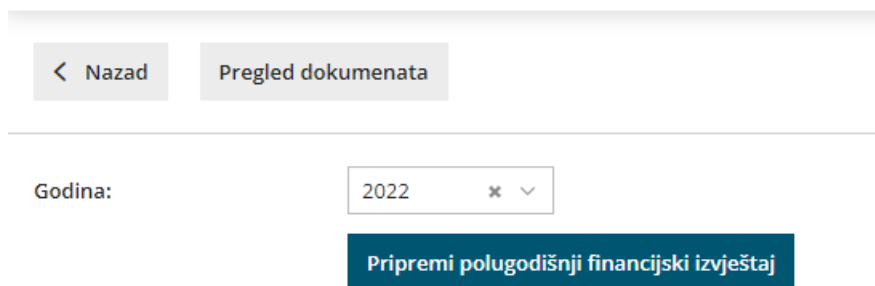 Nazad Pregled dokumenata
Godina: 2022
Pripremi polugodišnji financijski izvještaj